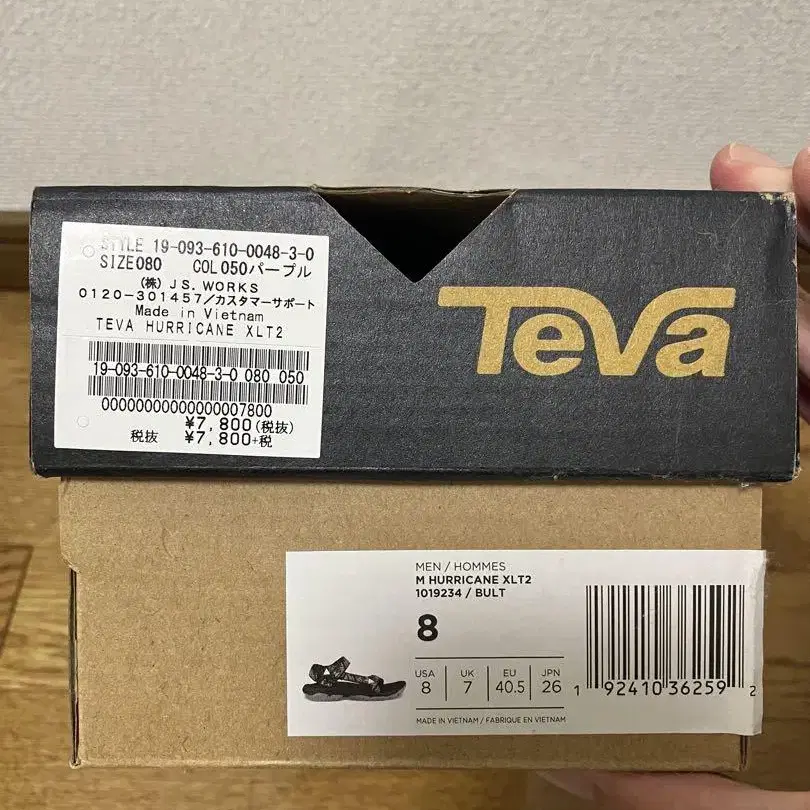 STYLE 19-093-610-0048-3-0
SIZE080 COL050パープル
(株) JS. WORKS
0120-301457/カスタマーサポート
Made in Vietnam
TEVA HURRICANE XLT2
19-093-610-0048-3-0 080 050
00000000000000007800
¥7,800(税抜)
税抜 ¥7,800+税
Teva
MEN / HOMMES
M HURRICANE XLT2
1019234 / BULT
8
USA UK EU JPN
8 7 40.5 26
MADE IN VIETNAM / FABRIQUE EN VIETNAM
1 92410 36259 2